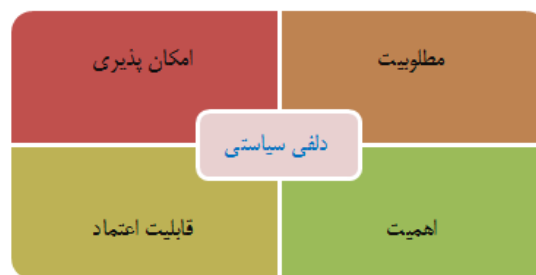 مطلوبیت
امکان پذیری
دلفی سیاستی
اهمیت
قابلیت اعتماد